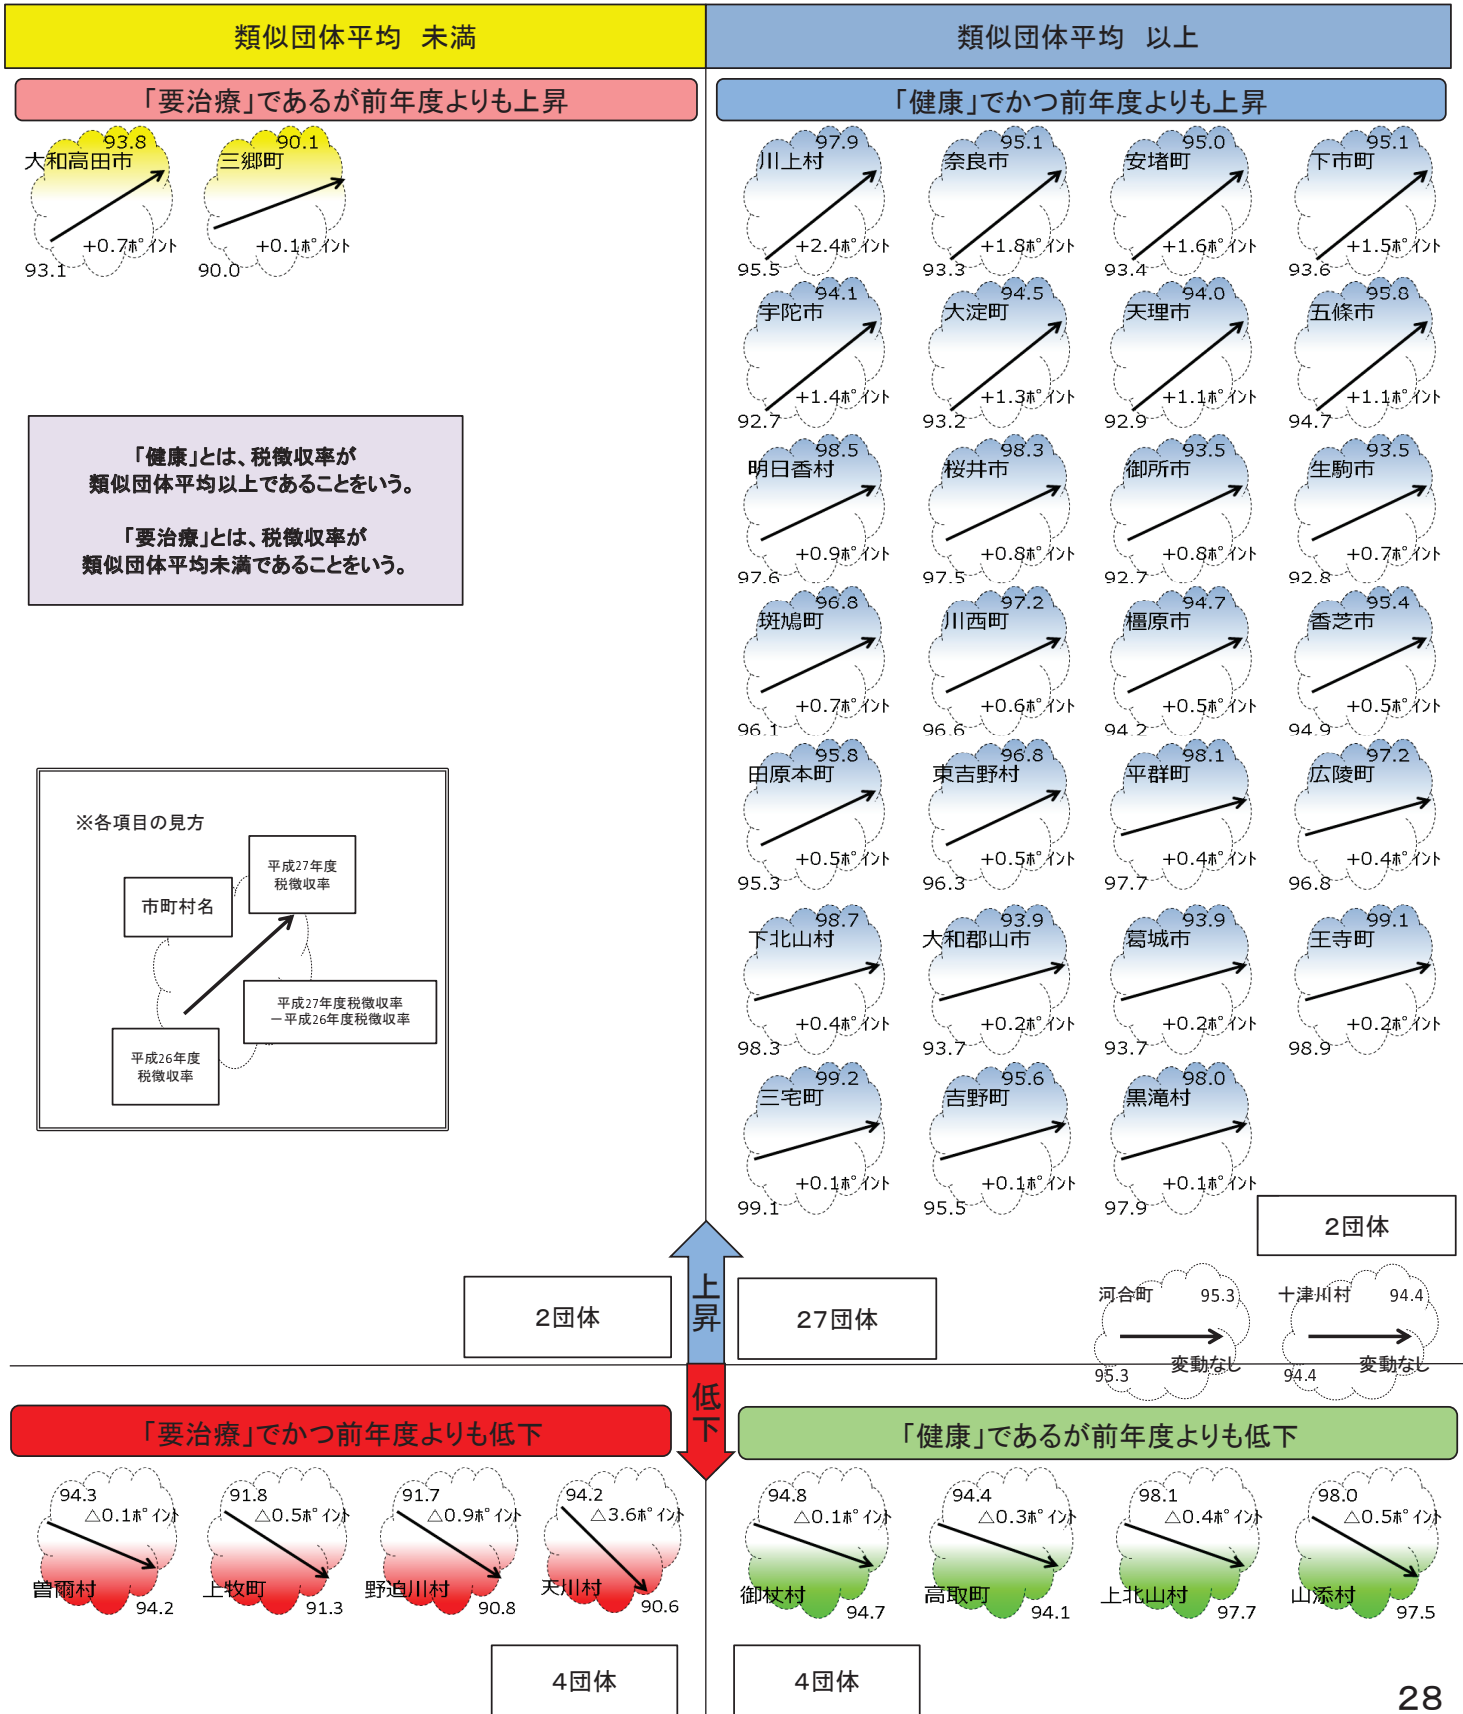 類似団体平均　未満
類似団体平均　以上
「要治療」であるが前年度よりも上昇
「健康」でかつ前年度よりも上昇
大和高田市 93.8
+0.7ﾎﾟｲﾝﾄ
93.1
三郷町 90.1
+0.1ﾎﾟｲﾝﾄ
90.0
川上村 97.9
+2.4ﾎﾟｲﾝﾄ
95.5
奈良市 95.1
+1.8ﾎﾟｲﾝﾄ
93.3
安堵町 95.0
+1.6ﾎﾟｲﾝﾄ
93.4
下市町 95.1
+1.5ﾎﾟｲﾝﾄ
93.6
宇陀市 94.1
+1.4ﾎﾟｲﾝﾄ
92.7
大淀町 94.5
+1.3ﾎﾟｲﾝﾄ
93.2
天理市 94.0
+1.1ﾎﾟｲﾝﾄ
92.9
五條市 95.8
+1.1ﾎﾟｲﾝﾄ
94.7
明日香村 98.5
+0.9ﾎﾟｲﾝﾄ
97.6
桜井市 98.3
+0.8ﾎﾟｲﾝﾄ
97.5
御所市 93.5
+0.8ﾎﾟｲﾝﾄ
92.7
生駒市 93.5
+0.7ﾎﾟｲﾝﾄ
92.8
斑鳩町 96.8
+0.7ﾎﾟｲﾝﾄ
96.1
川西町 97.2
+0.6ﾎﾟｲﾝﾄ
96.6
橿原市 94.7
+0.5ﾎﾟｲﾝﾄ
94.2
香芝市 95.4
+0.5ﾎﾟｲﾝﾄ
94.9
田原本町 95.8
+0.5ﾎﾟｲﾝﾄ
95.3
東吉野村 96.8
+0.5ﾎﾟｲﾝﾄ
96.3
平群町 98.1
+0.4ﾎﾟｲﾝﾄ
97.7
広陵町 97.2
+0.4ﾎﾟｲﾝﾄ
96.8
下北山村 98.7
+0.4ﾎﾟｲﾝﾄ
98.3
大和郡山市 93.9
+0.2ﾎﾟｲﾝﾄ
93.7
葛城市 93.9
+0.2ﾎﾟｲﾝﾄ
93.7
王寺町 99.1
+0.2ﾎﾟｲﾝﾄ
98.9
三宅町 99.2
+0.1ﾎﾟｲﾝﾄ
99.1
吉野町 95.6
+0.1ﾎﾟｲﾝﾄ
95.5
黒滝村 98.0
+0.1ﾎﾟｲﾝﾄ
97.9
「健康」とは、税徴収率が
類似団体平均以上であることをいう。
「要治療」とは、税徴収率が
類似団体平均未満であることをいう。
※各項目の見方
平成27年度
税徴収率
市町村名
平成27年度税徴収率
－平成26年度税徴収率
平成26年度
税徴収率
2団体
上昇
2団体
27団体
河合町 95.3
変動なし
95.3
十津川村 94.4
変動なし
94.4
低下
「要治療」でかつ前年度よりも低下
「健康」であるが前年度よりも低下
94.3
△0.1ﾎﾟｲﾝﾄ
曽爾村
94.2
91.8
△0.5ﾎﾟｲﾝﾄ
上牧町
91.3
91.7
△0.9ﾎﾟｲﾝﾄ
野迫川村
90.8
94.2
△3.6ﾎﾟｲﾝﾄ
天川村
90.6
94.8
△0.1ﾎﾟｲﾝﾄ
御杖村
94.7
94.4
△0.3ﾎﾟｲﾝﾄ
高取町
94.1
98.1
△0.4ﾎﾟｲﾝﾄ
上北山村
97.7
98.0
△0.5ﾎﾟｲﾝﾄ
山添村
97.5
4団体
4団体
28